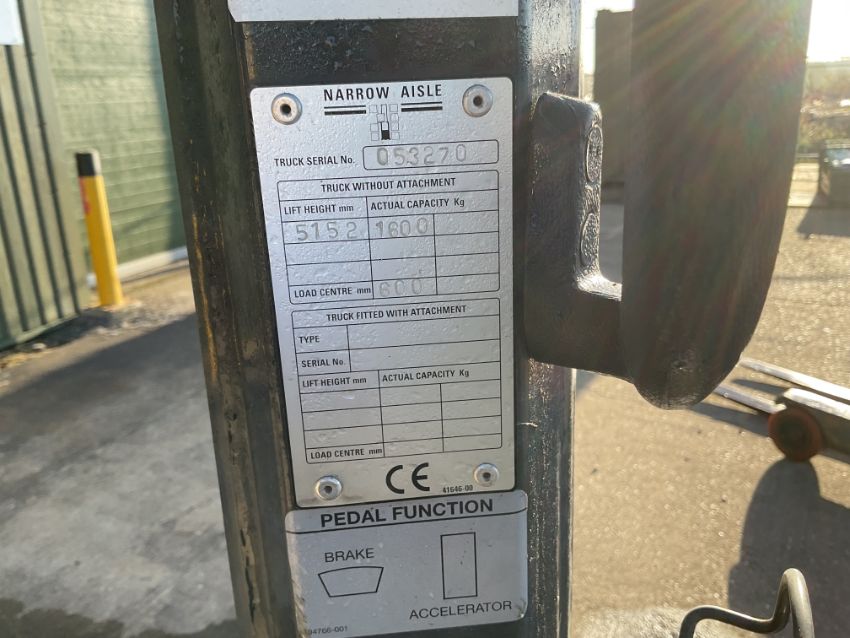 NARROW AISLE
TRUCK SERIAL No. 053270
TRUCK WITHOUT ATTACHMENT
LIFT HEIGHT mm ACTUAL CAPACITY Kg
5152 1600
LOAD CENTRE mm 600
TRUCK FITTED WITH ATTACHMENT
TYPE
SERIAL No.
LIFT HEIGHT mm ACTUAL CAPACITY Kg
LOAD CENTRE mm
CE
41646-00
PEDAL FUNCTION
BRAKE
ACCELERATOR
94766-001